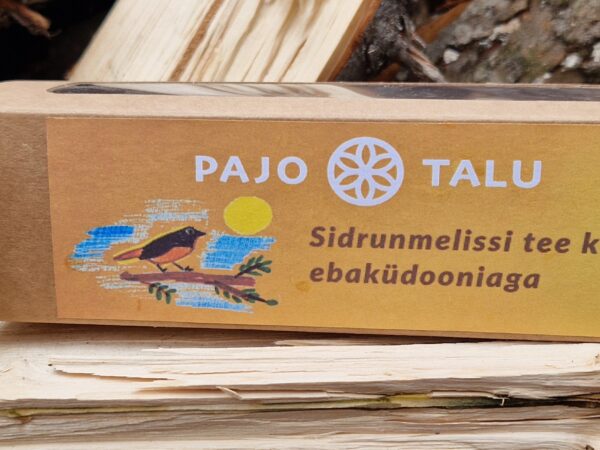 PAJO TALU
Sidrunmelissi tee k
ebaküdooniaga